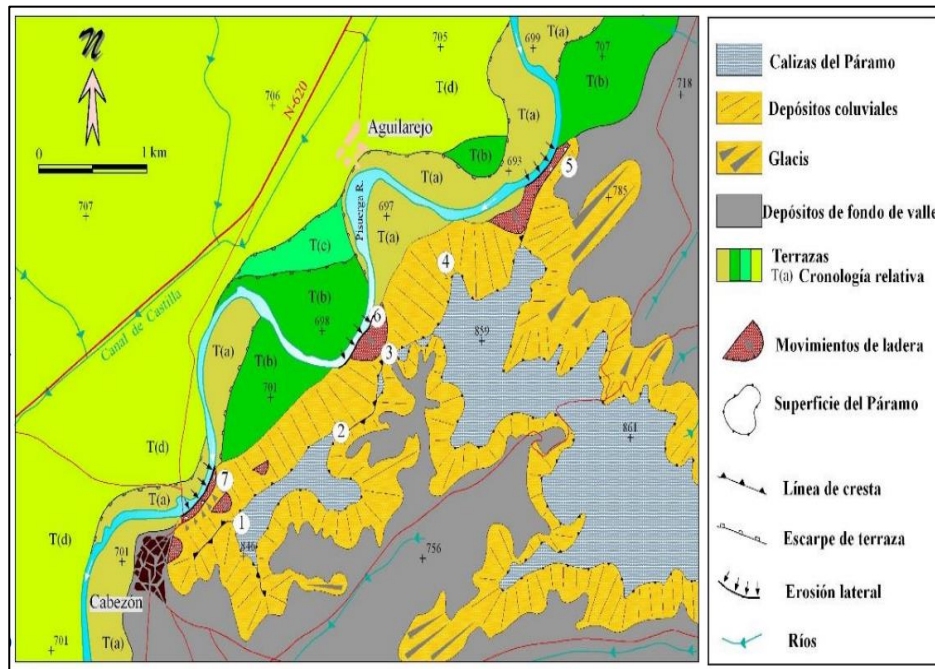 N
0 1 km
N-620
706
705
T(d)
699
T(a)
707
T(b)
718
Aguilarejo
T(b)
693
T(a)
T(a)
5
785
707
Pisuerga R.
697
T(a)
T(c)
4
Canal de Castilla
T(b)
698
6
859
T(a)
T(b)
701
3
861
2
T(d)
7
T(a)
1
T(d)
701
846
756
Cabezón
701
T(a)
Calizas del Páramo
Depósitos coluviales
Glacis
Depósitos de fondo de valle
Terrazas
T(a) Cronología relativa
Movimientos de ladera
Superficie del Páramo
Línea de cresta
Escarpe de terraza
Erosión lateral
Ríos